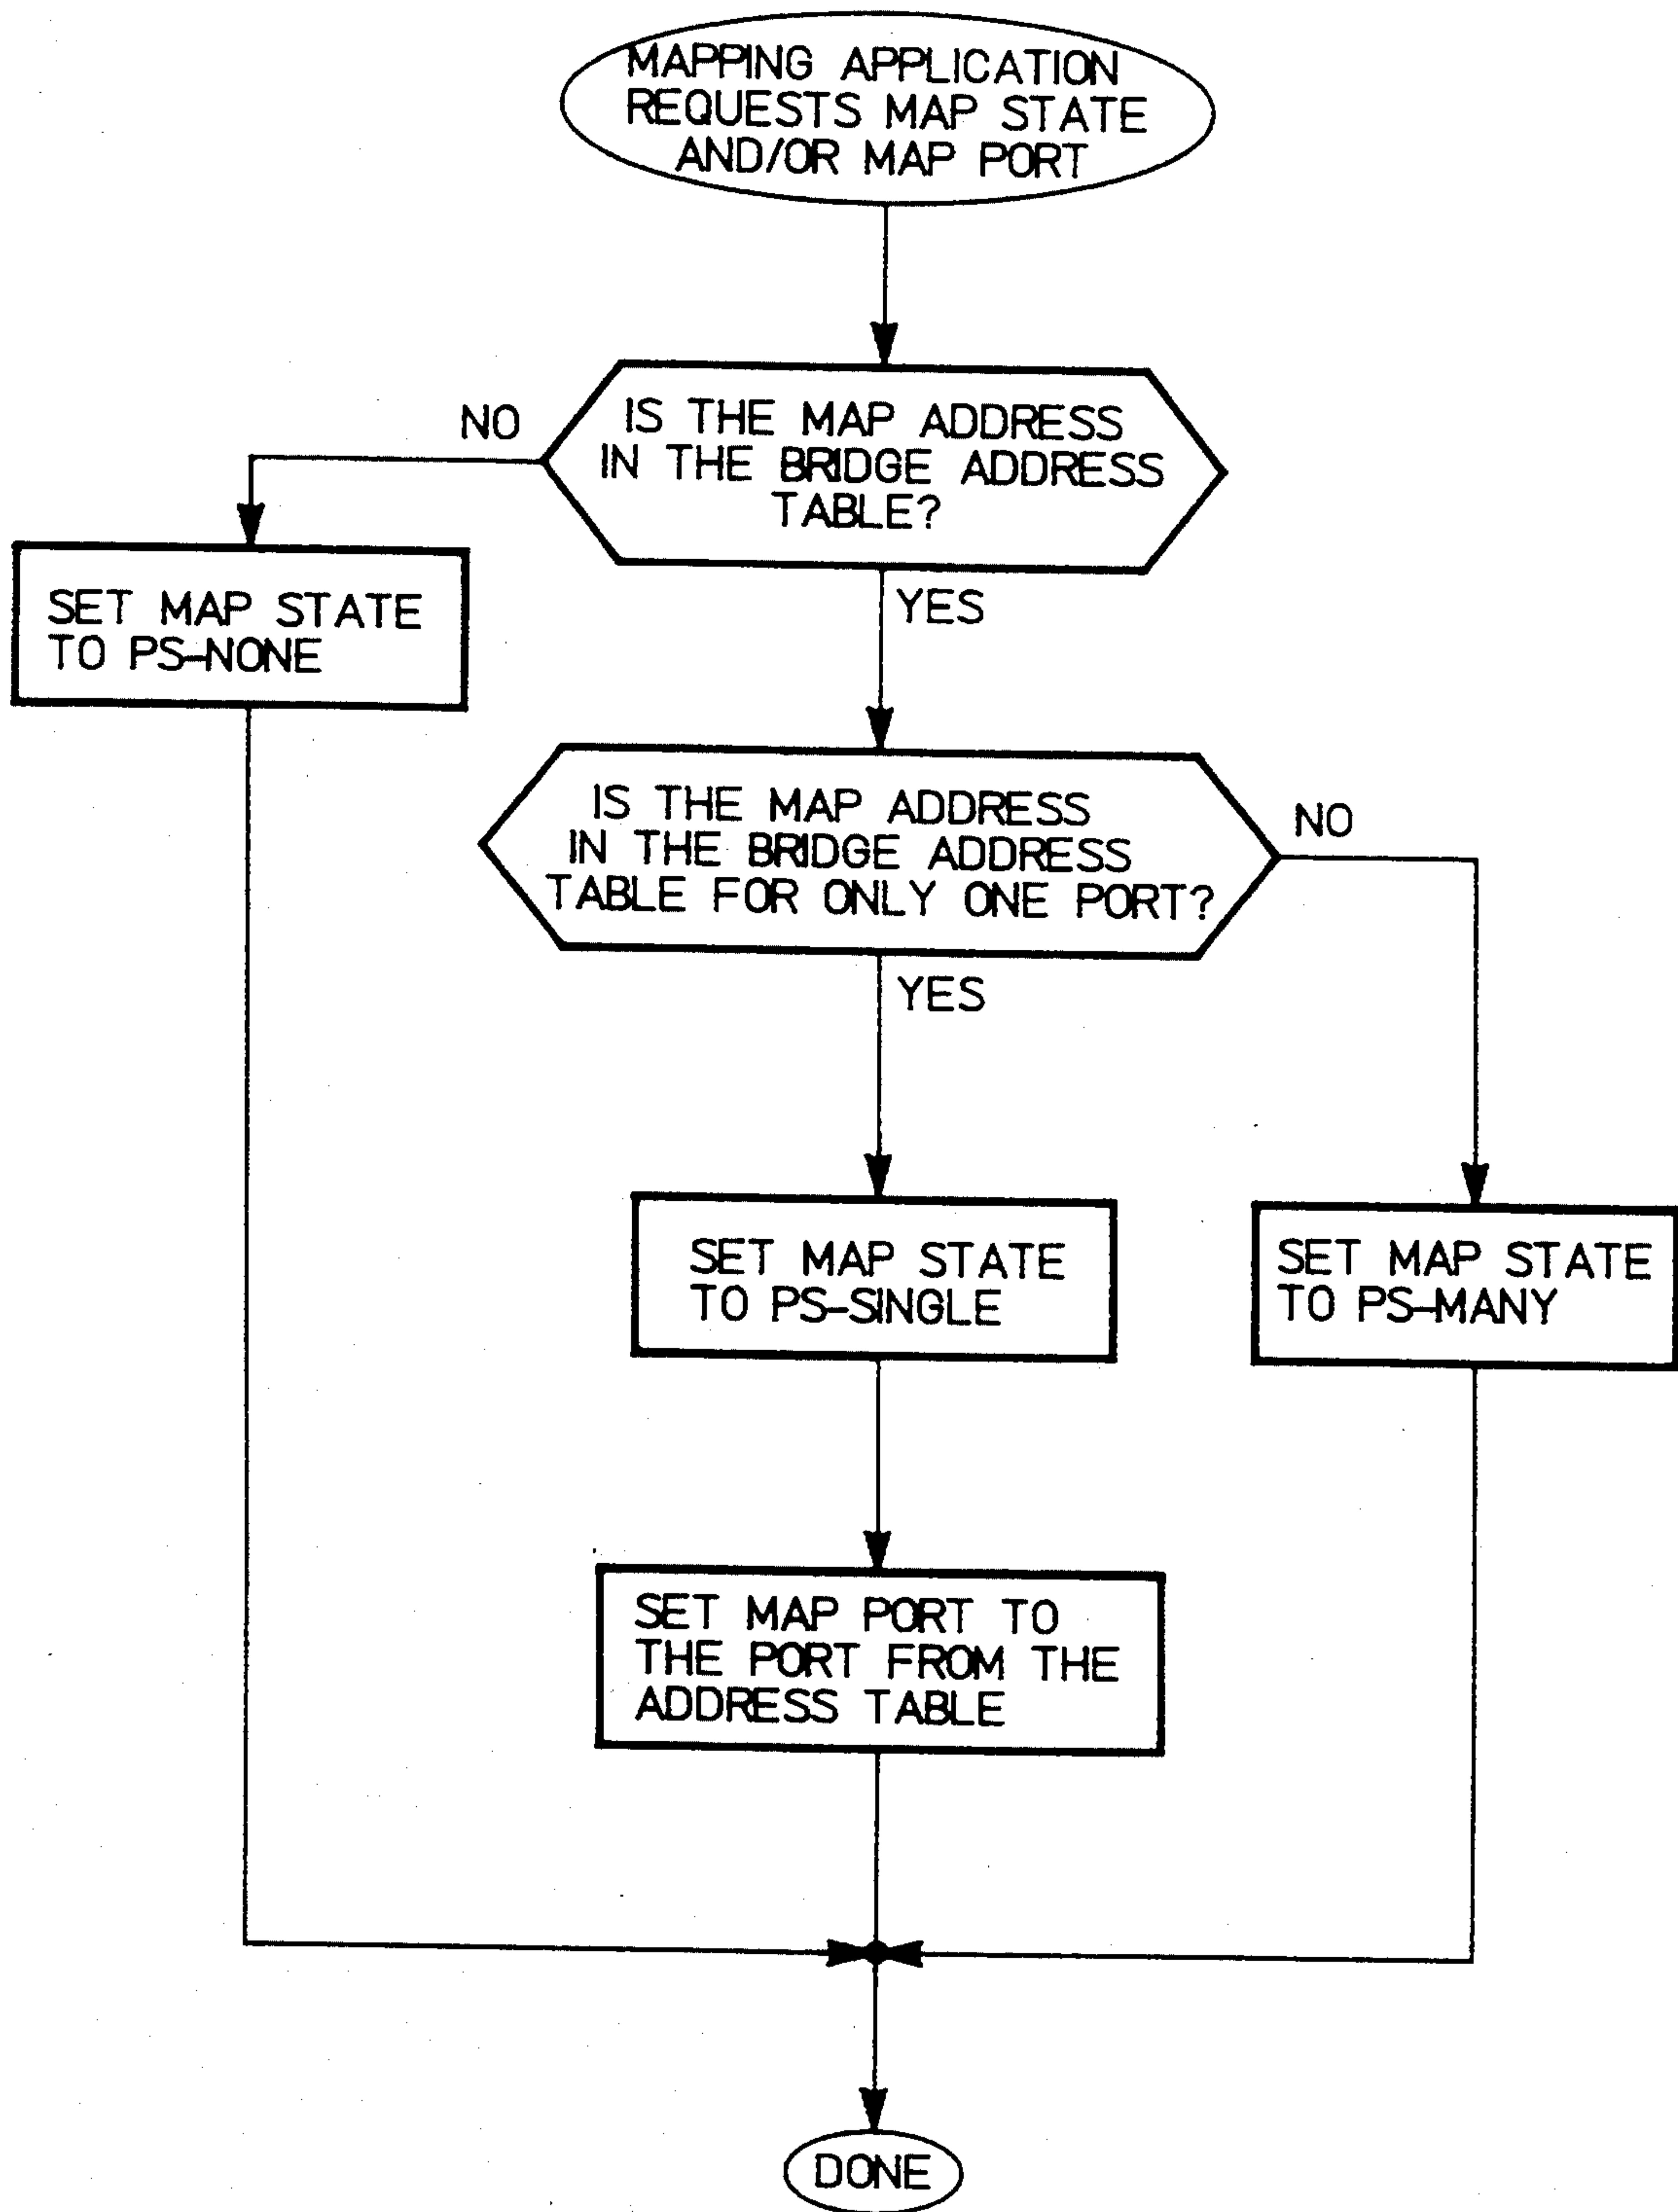 MAPPING APPLICATION
REQUESTS MAP STATE
AND/OR MAP PORT
NO
IS THE MAP ADDRESS
IN THE BRIDGE ADDRESS
TABLE?
YES
SET MAP STATE
TO PS-NONE
IS THE MAP ADDRESS
IN THE BRIDGE ADDRESS
TABLE FOR ONLY ONE PORT?
NO
YES
SET MAP STATE
TO PS-SINGLE
SET MAP STATE
TO PS-MANY
SET MAP PORT TO
THE PORT FROM THE
ADDRESS TABLE
DONE